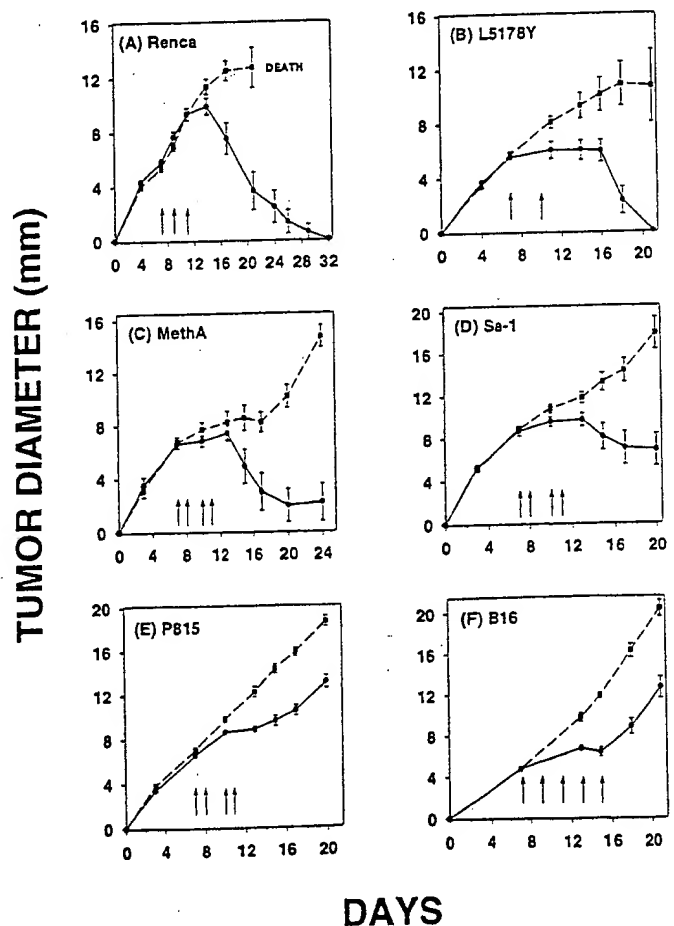 TUMOR DIAMETER (mm)
(A) Renca
DEATH
16
12
8
4
0
0 4 8 12 16 20 24 28 32
(B) L5178Y
16
12
8
4
0
0 4 8 12 16 20
(C) MethA
16
12
8
4
0
0 4 8 12 16 20 24
(D) Sa-1
20
16
12
8
4
0
0 4 8 12 16 20
(E) P815
20
16
12
8
4
0
0 4 8 12 16 20
(F) B16
20
16
12
8
4
0
0 4 8 12 16 20
DAYS